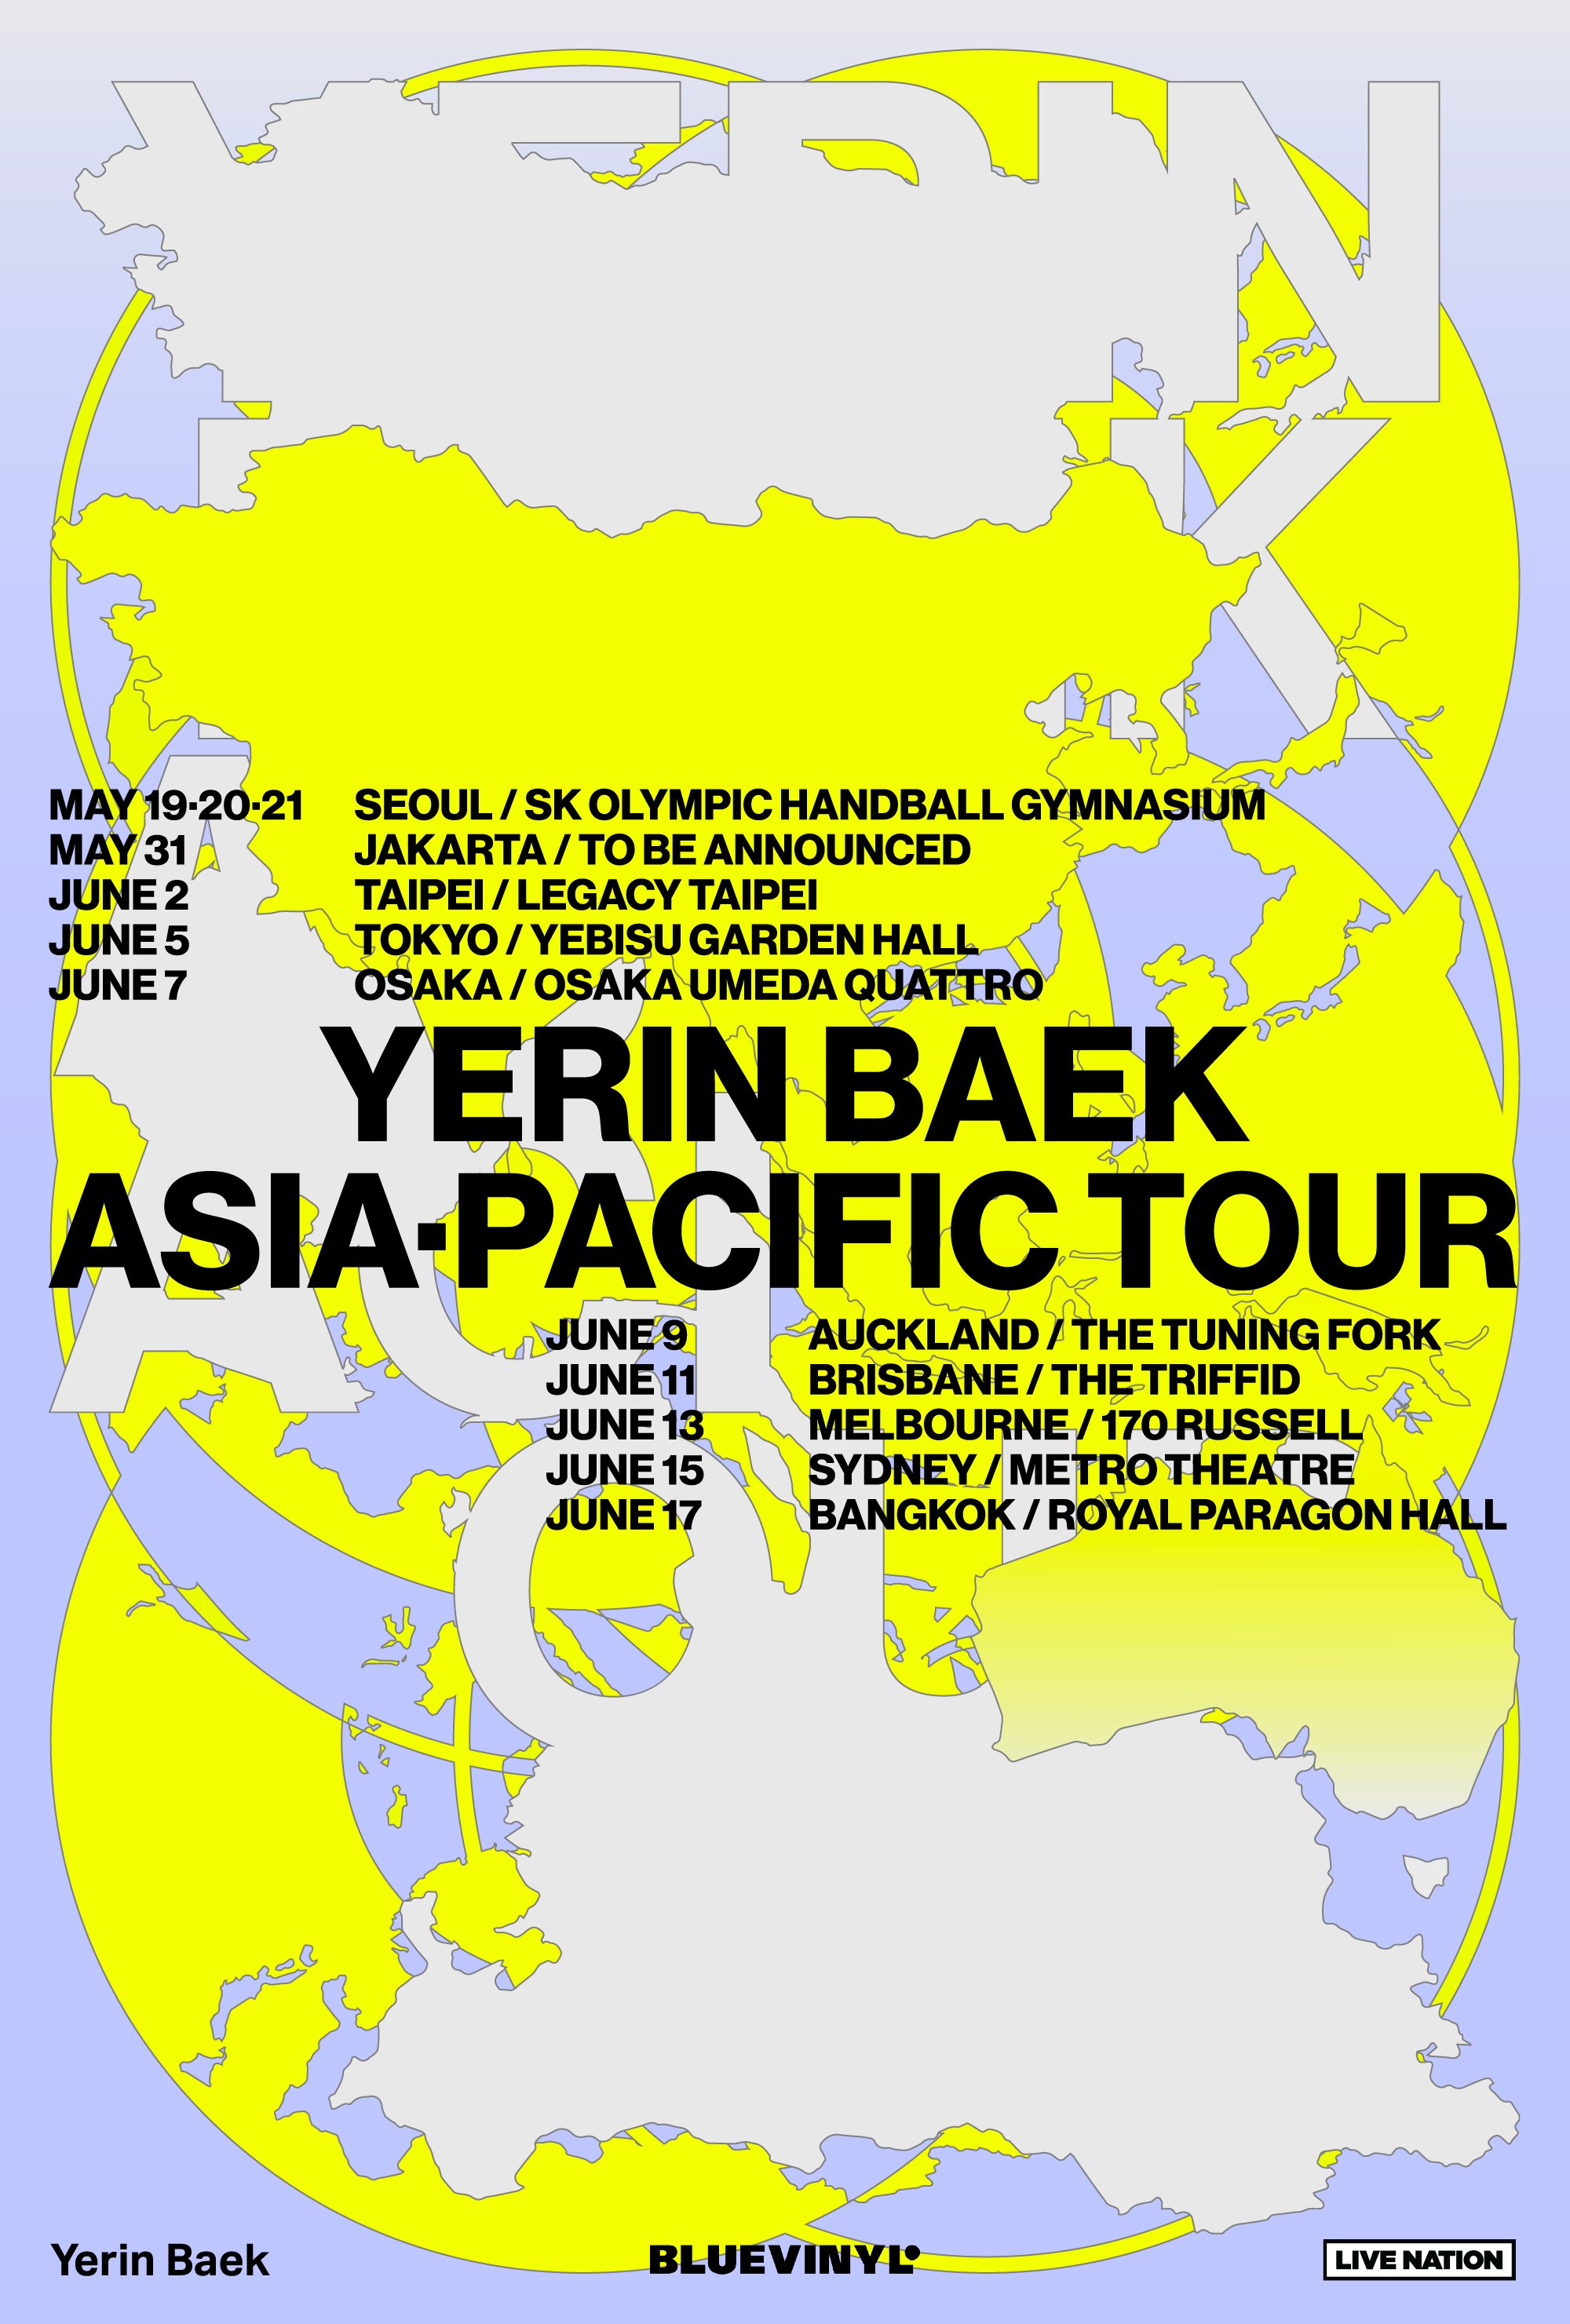 YERIN
K
MAY 19·20·21 SEOUL / SK OLYMPIC HANDBALL GYMNASIUM
MAY 31 JAKARTA / TO BE ANNOUNCED
JUNE 2 TAIPEI / LEGACY TAIPEI
JUNE 5 TOKYO / YEBISU GARDEN HALL
JUNE 7 OSAKA / OSAKA UMEDA QUATTRO
YERIN BAEK
ASIA·PACIFIC TOUR
JUNE 9 AUCKLAND / THE TUNING FORK
JUNE 11 BRISBANE / THE TRIFFID
JUNE 13 MELBOURNE / 170 RUSSELL
JUNE 15 SYDNEY / METRO THEATRE
JUNE 17 BANGKOK / ROYAL PARAGON HALL
Yerin Baek
BLUEVINYL
LIVE NATION